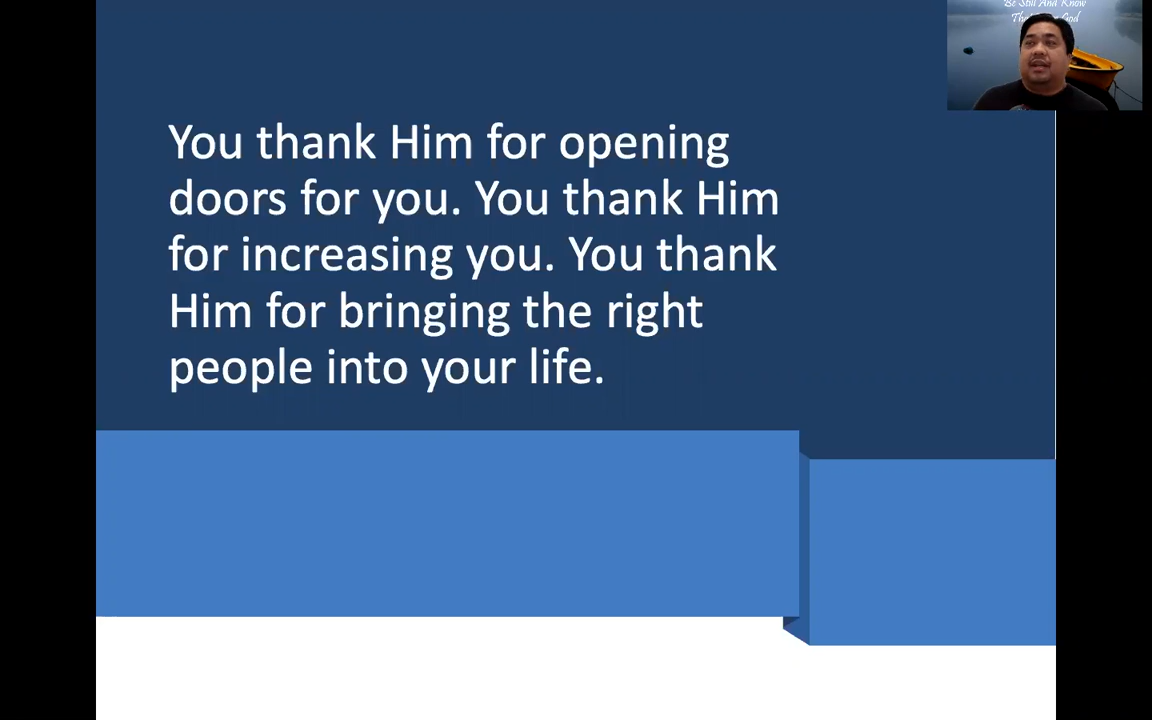 Be Still And Know
You thank Him for opening
doors for you. You thank Him
for increasing you. You thank
Him for bringing the right
people into your life.